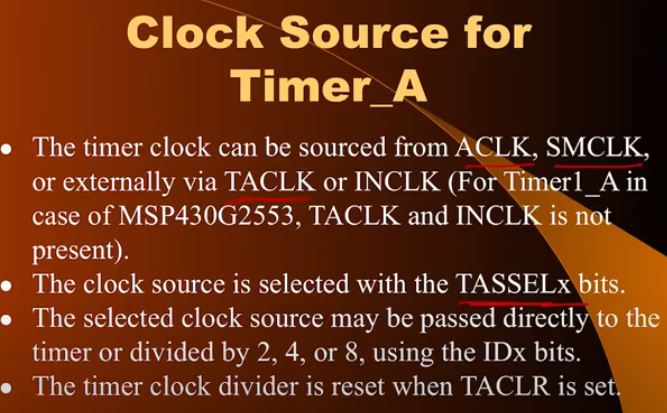 Clock Source for
Timer_A
• The timer clock can be sourced from ACLK, SMCLK,
or externally via TACLK or INCLK (For Timer1_A in
case of MSP430G2553, TACLK and INCLK is not
present).
• The clock source is selected with the TASSELx bits.
• The selected clock source may be passed directly to the
timer or divided by 2, 4, or 8, using the IDx bits.
• The timer clock divider is reset when TACLR is set.